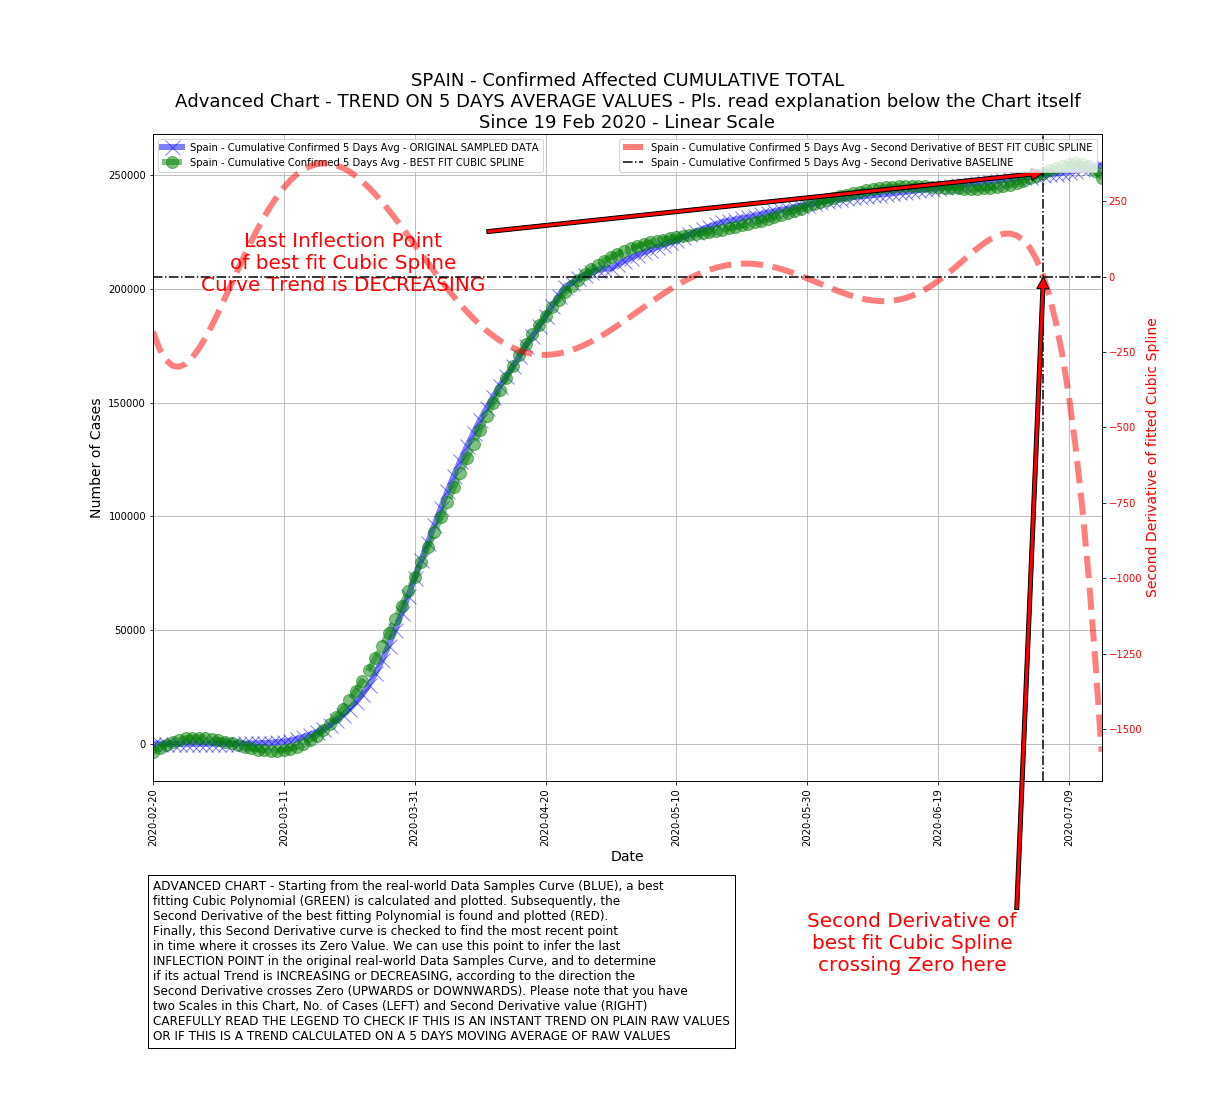 SPAIN - Confirmed Affected CUMULATIVE TOTAL
Advanced Chart - TREND ON 5 DAYS AVERAGE VALUES - Pls. read explanation below the Chart itself
Since 19 Feb 2020 - Linear Scale
Spain - Cumulative Confirmed 5 Days Avg - ORIGINAL SAMPLED DATA
Spain - Cumulative Confirmed 5 Days Avg - BEST FIT CUBIC SPLINE
Spain - Cumulative Confirmed 5 Days Avg - Second Derivative of BEST FIT CUBIC SPLINE
Spain - Cumulative Confirmed 5 Days Avg - Second Derivative BASELINE
250000
200000
150000
100000
50000
0
Number of Cases
Last Inflection Point
of best fit Cubic Spline
Curve Trend is DECREASING
250
0
−250
−500
−750
−1000
−1250
−1500
Second Derivative of fitted Cubic Spline
2020-02-20
2020-03-11
2020-03-31
2020-04-20
2020-05-10
2020-05-30
2020-06-19
2020-07-09
Date
Second Derivative of
best fit Cubic Spline
crossing Zero here
ADVANCED CHART - Starting from the real-world Data Samples Curve (BLUE), a best
fitting Cubic Polynomial (GREEN) is calculated and plotted. Subsequently, the
Second Derivative of the best fitting Polynomial is found and plotted (RED).
Finally, this Second Derivative curve is checked to find the most recent point
in time where it crosses its Zero Value. We can use this point to infer the last
INFLECTION POINT in the original real-world Data Samples Curve, and to determine
if its actual Trend is INCREASING or DECREASING, according to the direction the
Second Derivative crosses Zero (UPWARDS or DOWNWARDS). Please note that you have
two Scales in this Chart, No. of Cases (LEFT) and Second Derivative value (RIGHT)
CAREFULLY READ THE LEGEND TO CHECK IF THIS IS AN INSTANT TREND ON PLAIN RAW VALUES
OR IF THIS IS A TREND CALCULATED ON A 5 DAYS MOVING AVERAGE OF RAW VALUES